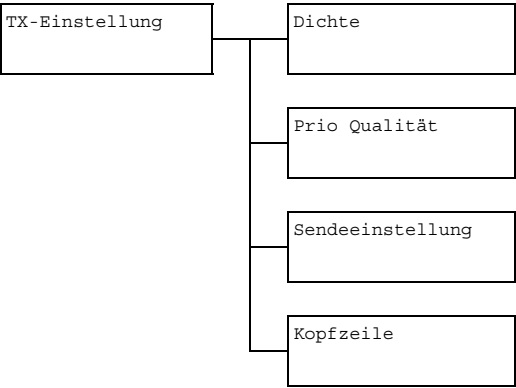 TX-Einstellung
Dichte
Prio Qualität
Sendeeinstellung
Kopfzeile